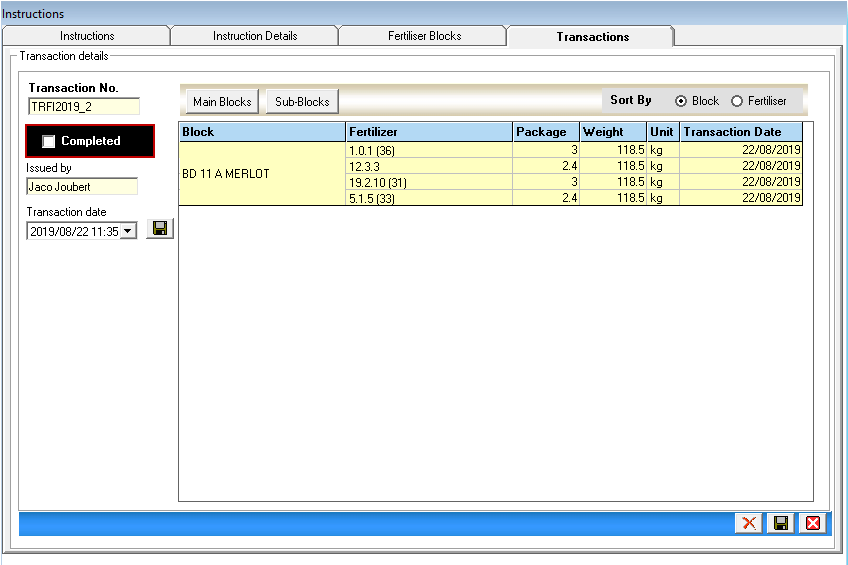 Instructions
Instructions Instruction Details Fertiliser Blocks Transactions
Transaction details
Transaction No.
TRFI2019_2
Completed
Issued by
Jaco Joubert
Transaction date
2019/08/22 11:35
Main Blocks Sub-Blocks Sort By Block Fertiliser
Block Fertilizer Package Weight Unit Transaction Date
BD 11 A MERLOT
1.0.1 (36) 3 118.5 kg 22/08/2019
12.3.3 2.4 118.5 kg 22/08/2019
19.2.10 (31) 3 118.5 kg 22/08/2019
5.1.5 (33) 2.4 118.5 kg 22/08/2019